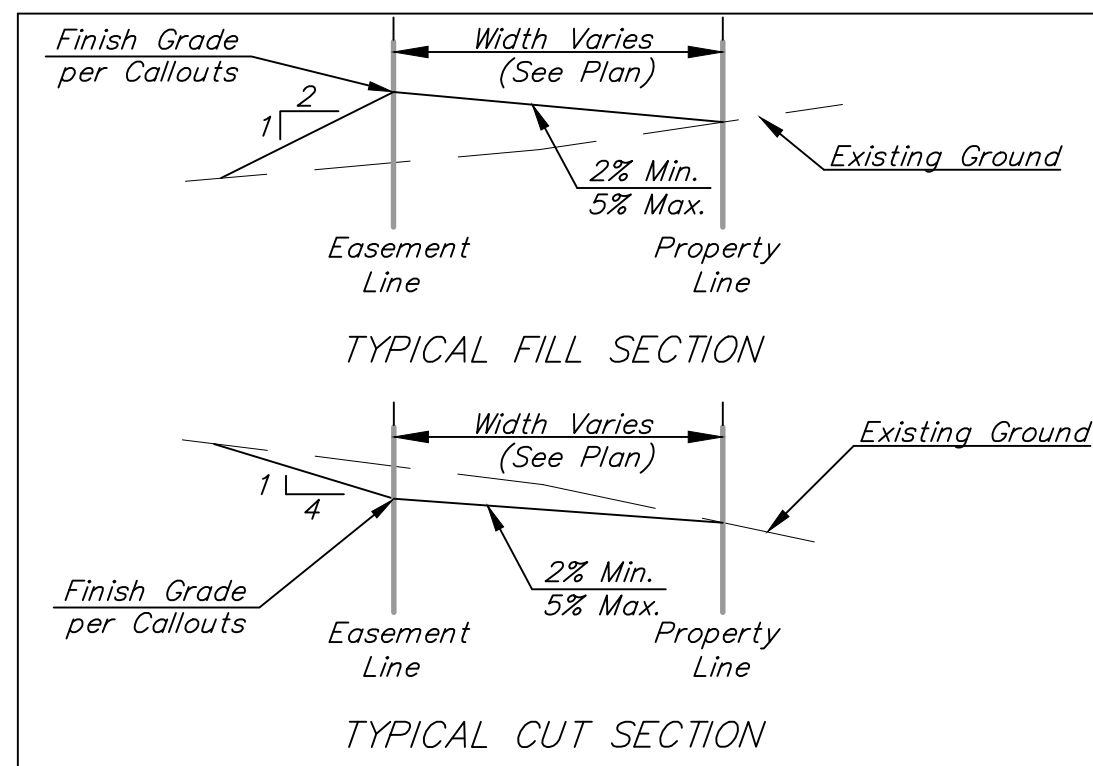 Finish Grade
per Callouts
Width Varies
(See Plan)
2
1
Existing Ground
2% Min.
5% Max.
Easement
Line
Property
Line
TYPICAL FILL SECTION
Width Varies
(See Plan)
Existing Ground
1
4
Finish Grade
per Callouts
2% Min.
5% Max.
Easement
Line
Property
Line
TYPICAL CUT SECTION